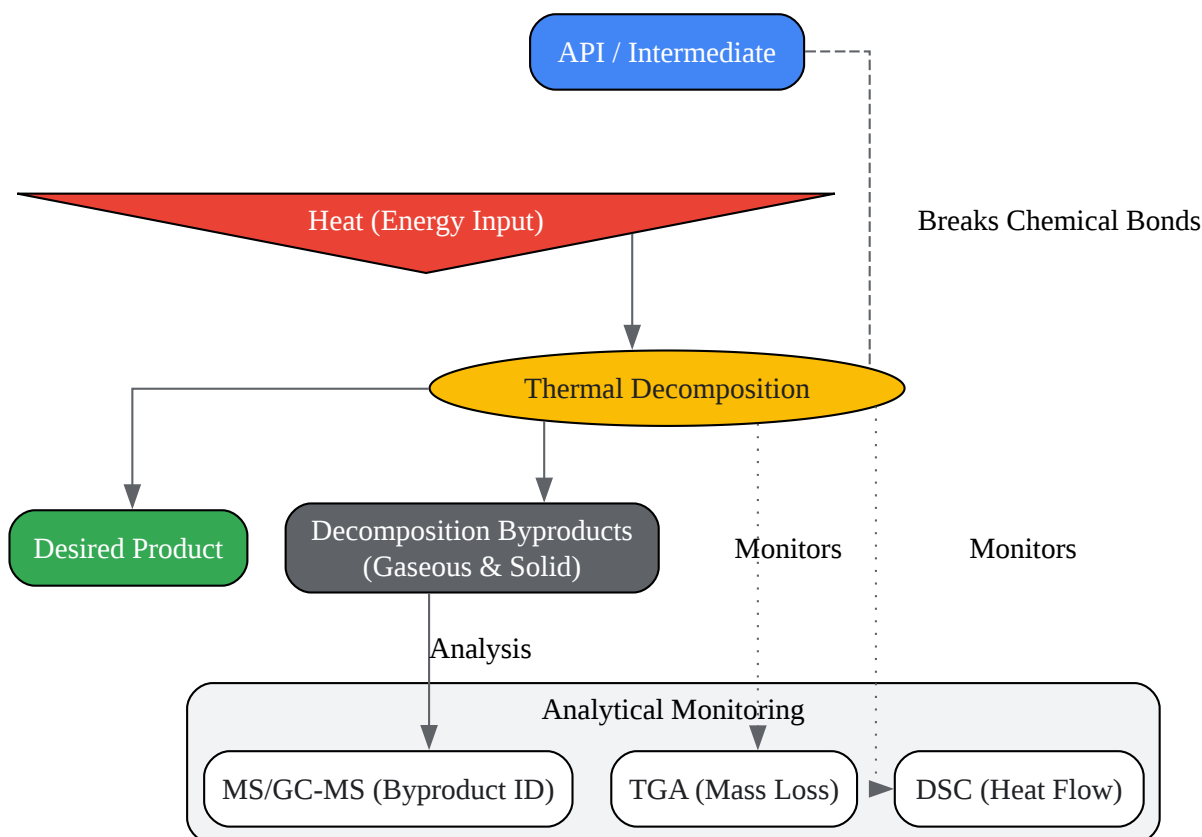 API / Intermediate
Heat (Energy Input)
Breaks Chemical Bonds
Thermal Decomposition
Desired Product
Decomposition Byproducts
(Gaseous & Solid)
Monitors
Monitors
Analysis
Analytical Monitoring
MS/GC-MS (Byproduct ID)
TGA (Mass Loss)
DSC (Heat Flow)